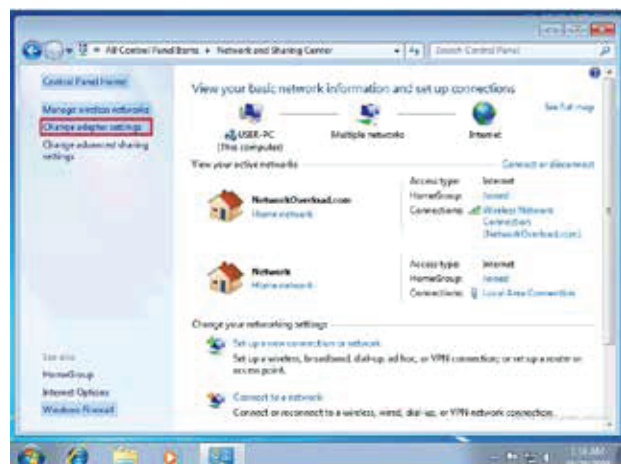 All Control Panel Items ▸ Network and Sharing Center
Search Control Panel
Control Panel Home
Manage wireless networks
Change adapter settings
Change advanced sharing settings
View your basic network information and set up connections
See full map
USER-PC
(This computer)
Multiple networks
Internet
View your active networks
Connect or disconnect
NetworkOverload.com
Home network
Access type: Internet
HomeGroup: Joined
Connections: Wireless Network
Connection
(NetworkOverload.com)
Network
Home network
Access type: Internet
HomeGroup: Joined
Connections: Local Area Connection
Change your networking settings
Set up a new connection or network
Set up a wireless, broadband, dial-up, ad hoc, or VPN connection; or set up a router or
access point.
Connect to a network
Connect or reconnect to a wireless, wired, dial-up, or VPN network connection.
See also
HomeGroup
Internet Options
Windows Firewall